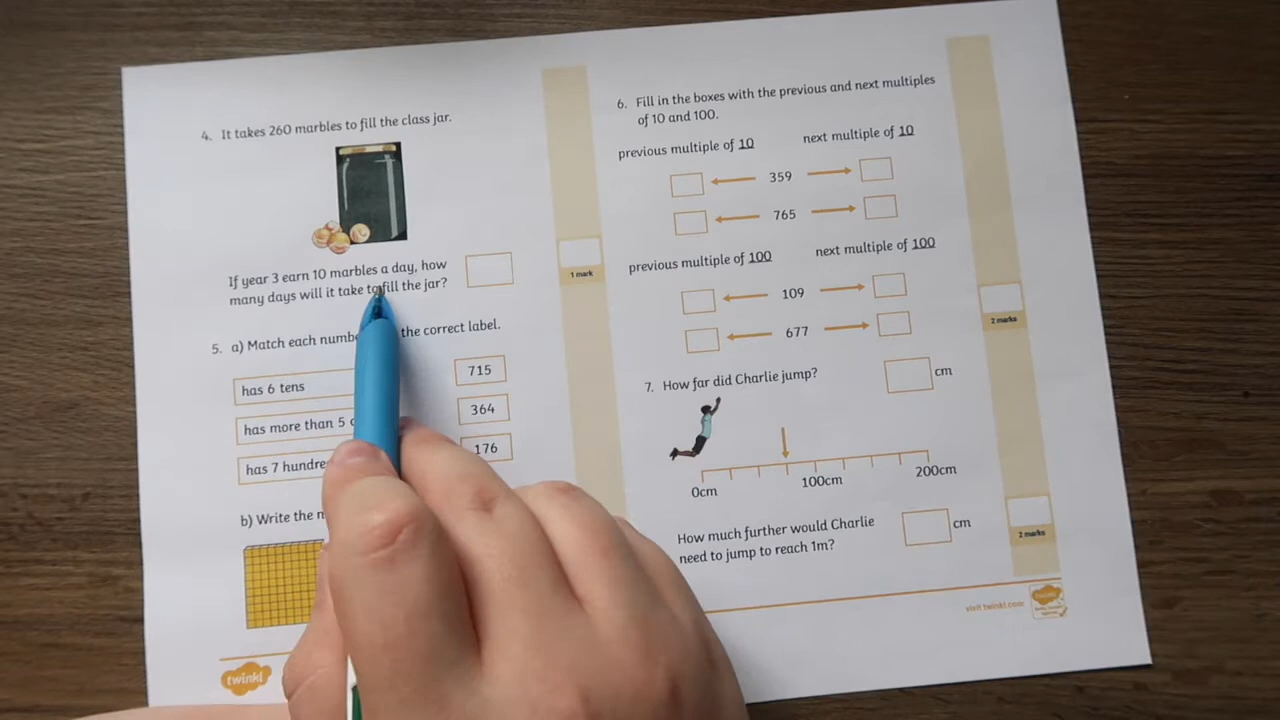 4. It takes 260 marbles to fill the class jar.
If year 3 earn 10 marbles a day, how
many days will it take to fill the jar?
1 mark
5. a) Match each the correct label.
has 6 tens
715
has more than 5
364
has 7
176
b) Write the
twinkl
6. Fill in the boxes with the previous and next multiples
of 10 and 100.
previous multiple of 10
next multiple of 10
359
765
previous multiple of 100
next multiple of 100
109
677
2 marks
7. How far did Charlie jump?
cm
0cm
100cm
200cm
How much further would Charlie
need to jump to reach 1m?
cm
2 marks
visit twinkl.com